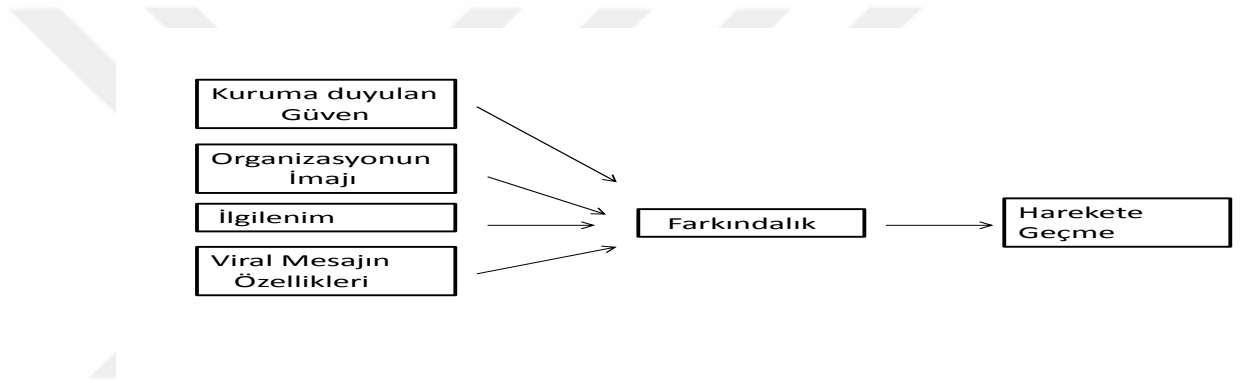 Kuruma duyulan
Güven
Organizasyonun
İmajı
İlgilenim
Viral Mesajın
Özellikleri
Farkındalık
Harekete
Geçme